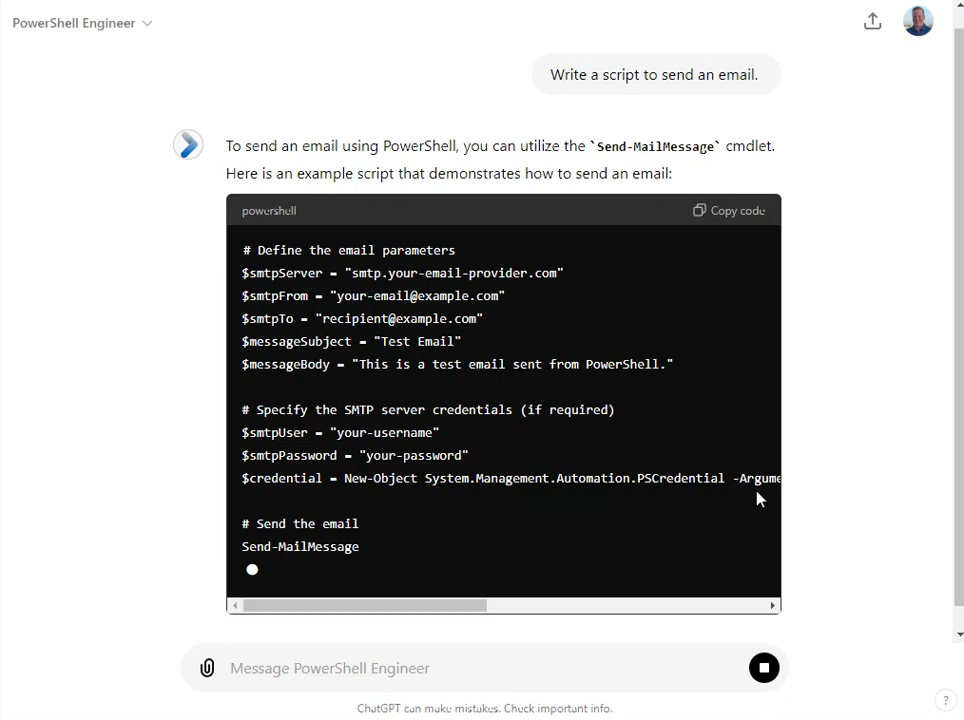 PowerShell Engineer
Write a script to send an email.
To send an email using PowerShell, you can utilize the `Send-MailMessage` cmdlet.
Here is an example script that demonstrates how to send an email:
powershell
Copy code
# Define the email parameters
$smtpServer = "smtp.your-email-provider.com"
$smtpFrom = "your-email@example.com"
$smtpTo = "recipient@example.com"
$messageSubject = "Test Email"
$messageBody = "This is a test email sent from PowerShell."
# Specify the SMTP server credentials (if required)
$smtpUser = "your-username"
$smtpPassword = "your-password"
$credential = New-Object System.Management.Automation.PSCredential -Argume
# Send the email
Send-MailMessage
Message PowerShell Engineer
ChatGPT can make mistakes. Check important info.
?